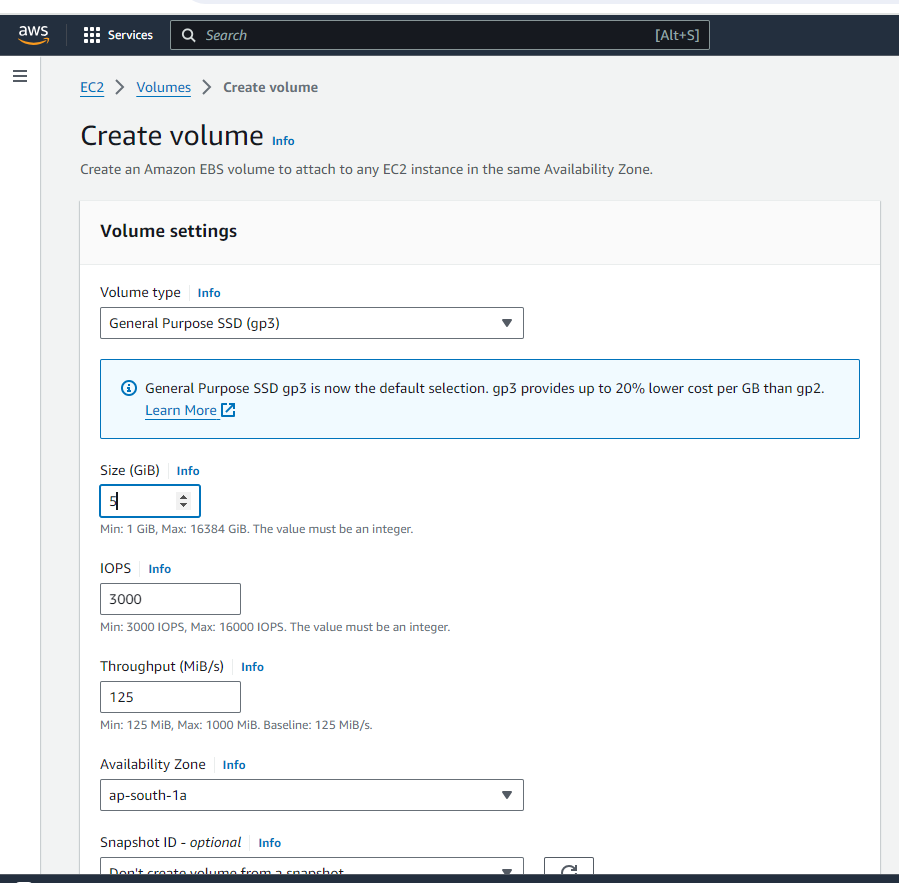 aws Services Search [Alt+S]
EC2 Volumes Create volume
Create volume Info
Create an Amazon EBS volume to attach to any EC2 instance in the same Availability Zone.
Volume settings
Volume type Info
General Purpose SSD (gp3)
General Purpose SSD gp3 is now the default selection. gp3 provides up to 20% lower cost per GB than gp2.
Learn More
Size (GiB) Info
5
Min: 1 GiB, Max: 16384 GiB. The value must be an integer.
IOPS Info
3000
Min: 3000 IOPS, Max: 16000 IOPS. The value must be an integer.
Throughput (MiB/s) Info
125
Min: 125 MiB, Max: 1000 MiB. Baseline: 125 MiB/s.
Availability Zone Info
ap-south-1a
Snapshot ID - optional Info
Don't create volume from a snapshot